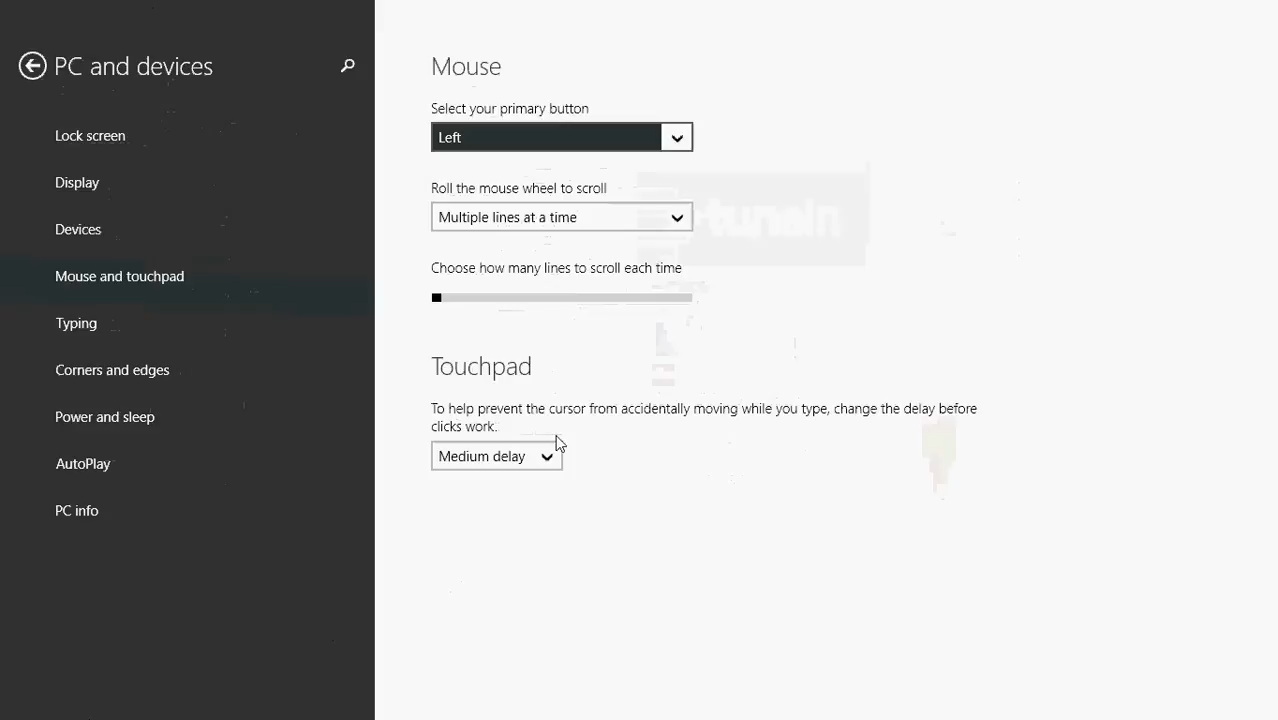 PC and devices
Lock screen
Display
Devices
Mouse and touchpad
Typing
Corners and edges
Power and sleep
AutoPlay
PC info
Mouse
Select your primary button
Left
Roll the mouse wheel to scroll
Multiple lines at a time
Choose how many lines to scroll each time
Touchpad
To help prevent the cursor from accidentally moving while you type, change the delay before
clicks work.
Medium delay